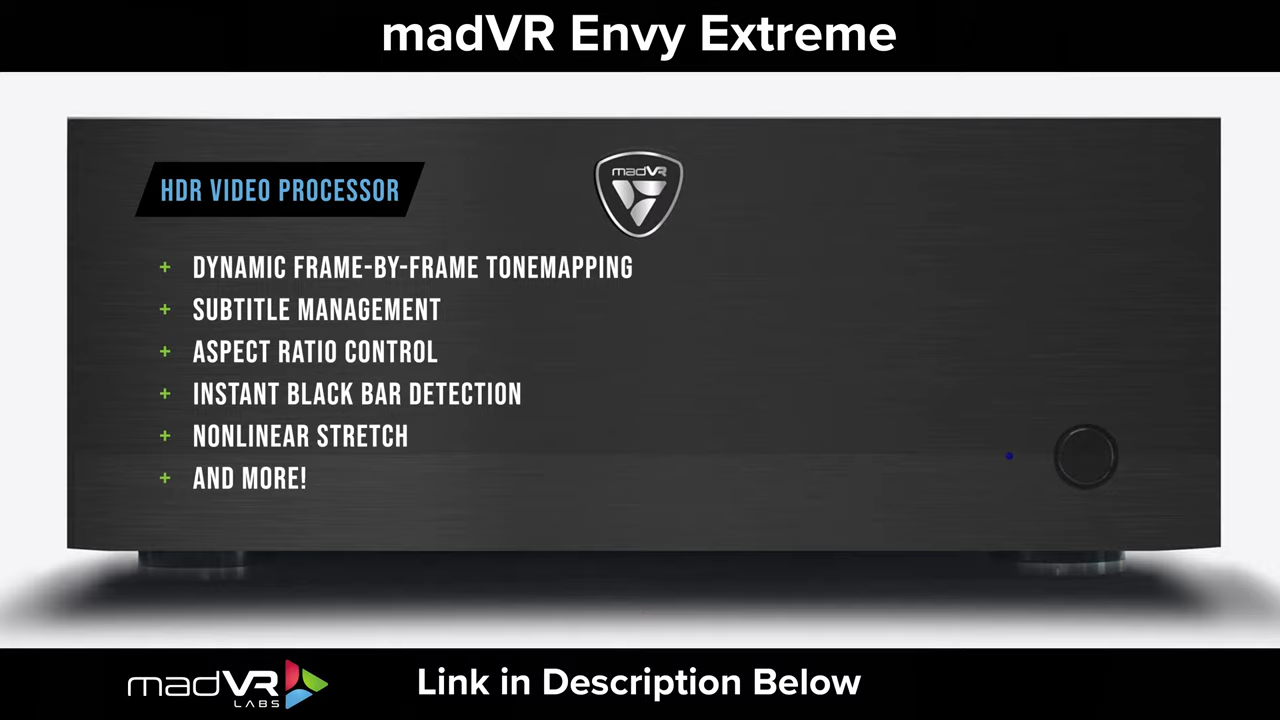 madVR Envy Extreme
madVR
HDR VIDEO PROCESSOR
+ DYNAMIC FRAME-BY-FRAME TONEMAPPING
+ SUBTITLE MANAGEMENT
+ ASPECT RATIO CONTROL
+ INSTANT BLACK BAR DETECTION
+ NONLINEAR STRETCH
+ AND MORE!
madVR
LABS
Link in Description Below